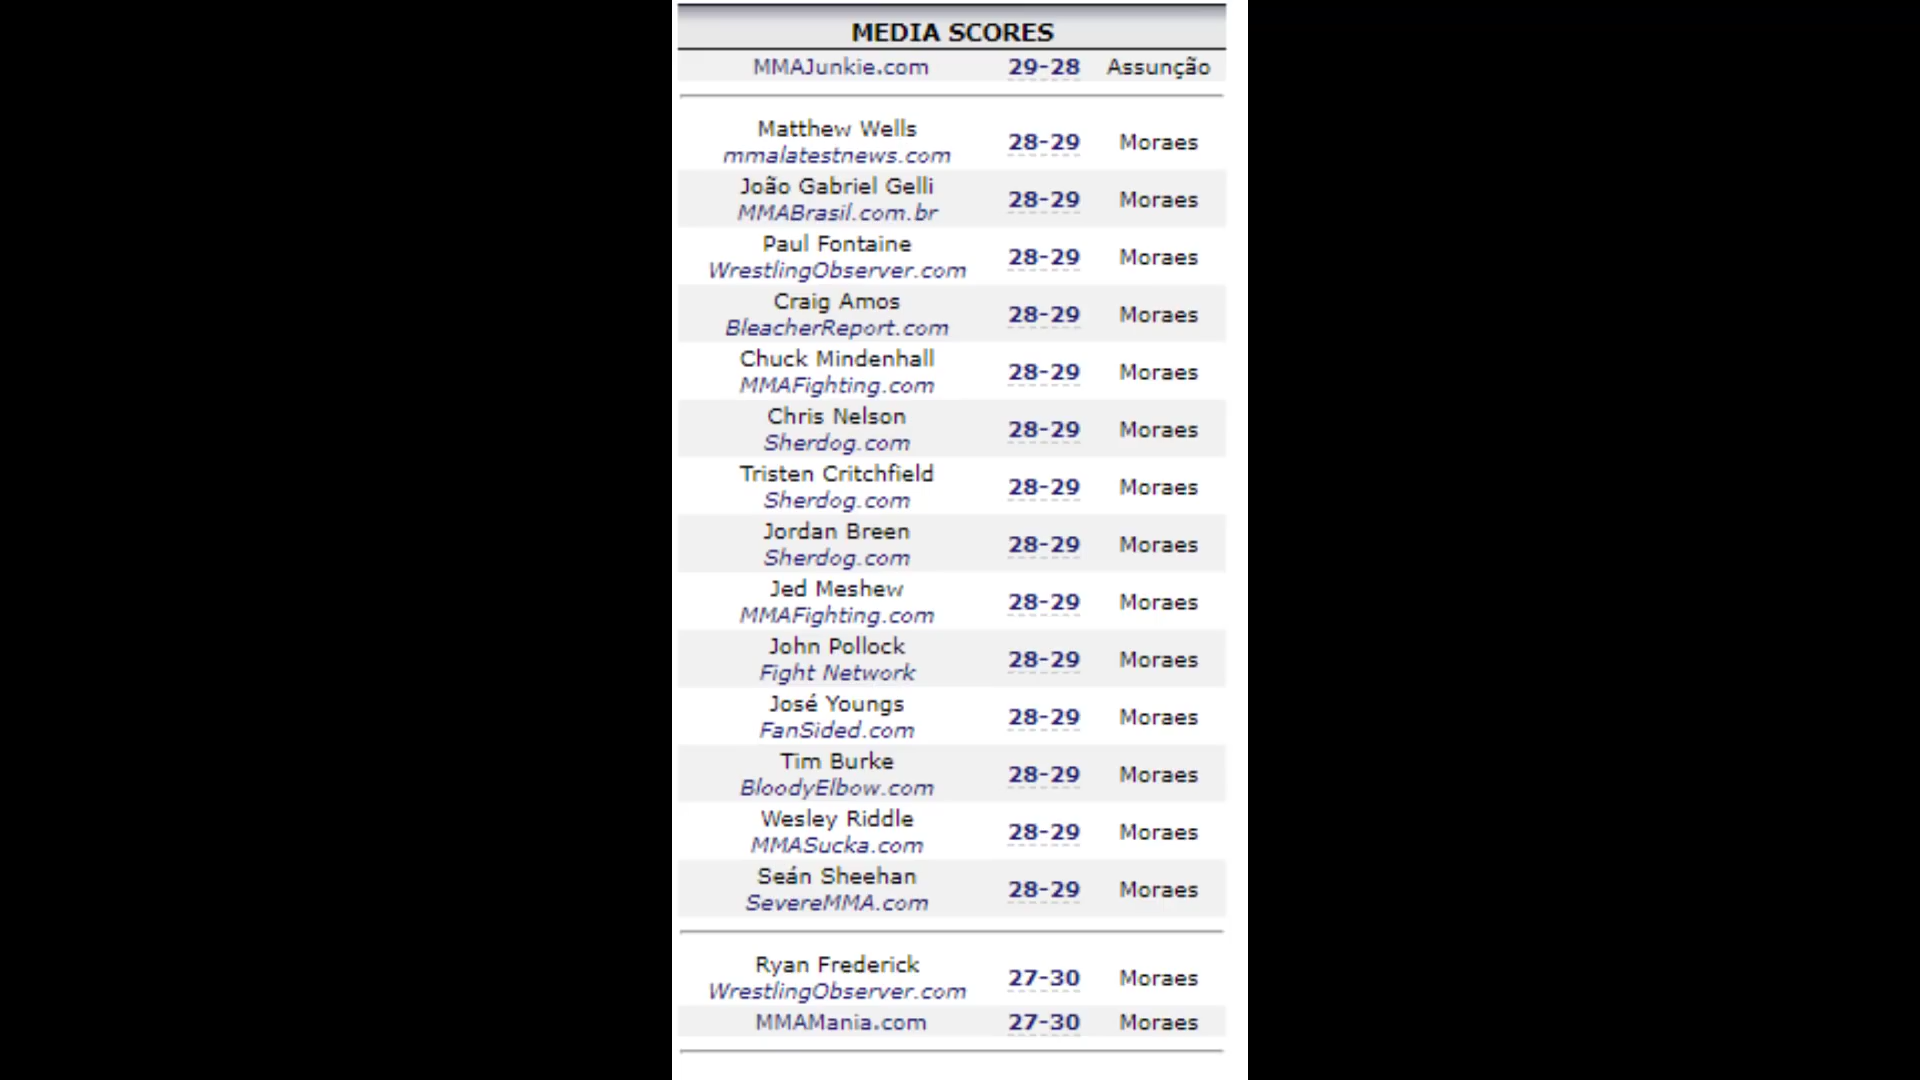 MEDIA SCORES
MMAJunkie.com 29-28 Assunção
Matthew Wells
mmalatestnews.com 28-29 Moraes
João Gabriel Gelli
MMABrasil.com.br 28-29 Moraes
Paul Fontaine
WrestlingObserver.com 28-29 Moraes
Craig Amos
BleacherReport.com 28-29 Moraes
Chuck Mindenhall
MMAFighting.com 28-29 Moraes
Chris Nelson
Sherdog.com 28-29 Moraes
Tristen Critchfield
Sherdog.com 28-29 Moraes
Jordan Breen
Sherdog.com 28-29 Moraes
Jed Meshew
MMAFighting.com 28-29 Moraes
John Pollock
Fight Network 28-29 Moraes
José Youngs
FanSided.com 28-29 Moraes
Tim Burke
BloodyElbow.com 28-29 Moraes
Wesley Riddle
MMASucka.com 28-29 Moraes
Seán Sheehan
SevereMMA.com 28-29 Moraes
Ryan Frederick
WrestlingObserver.com 27-30 Moraes
MMAMania.com 27-30 Moraes